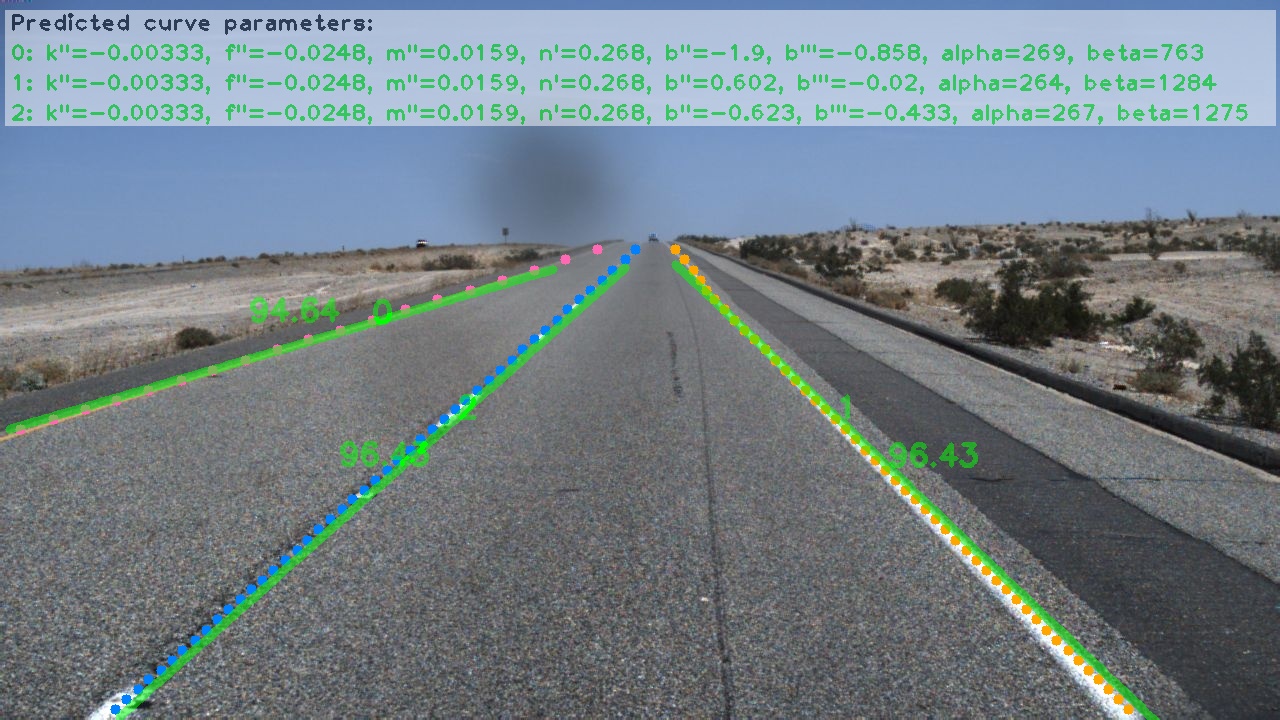 Predicted curve parameters:
0: k''=-0.00333, f''=-0.0248, m''=0.0159, n'=0.268, b''=-1.9, b'''=-0.858, alpha=269, beta=763
1: k''=-0.00333, f''=-0.0248, m''=0.0159, n'=0.268, b''=0.602, b'''=-0.02, alpha=264, beta=1284
2: k''=-0.00333, f''=-0.0248, m''=0.0159, n'=0.268, b''=-0.623, b'''=-0.433, alpha=267, beta=1275
94.64 0
2 1
96.43